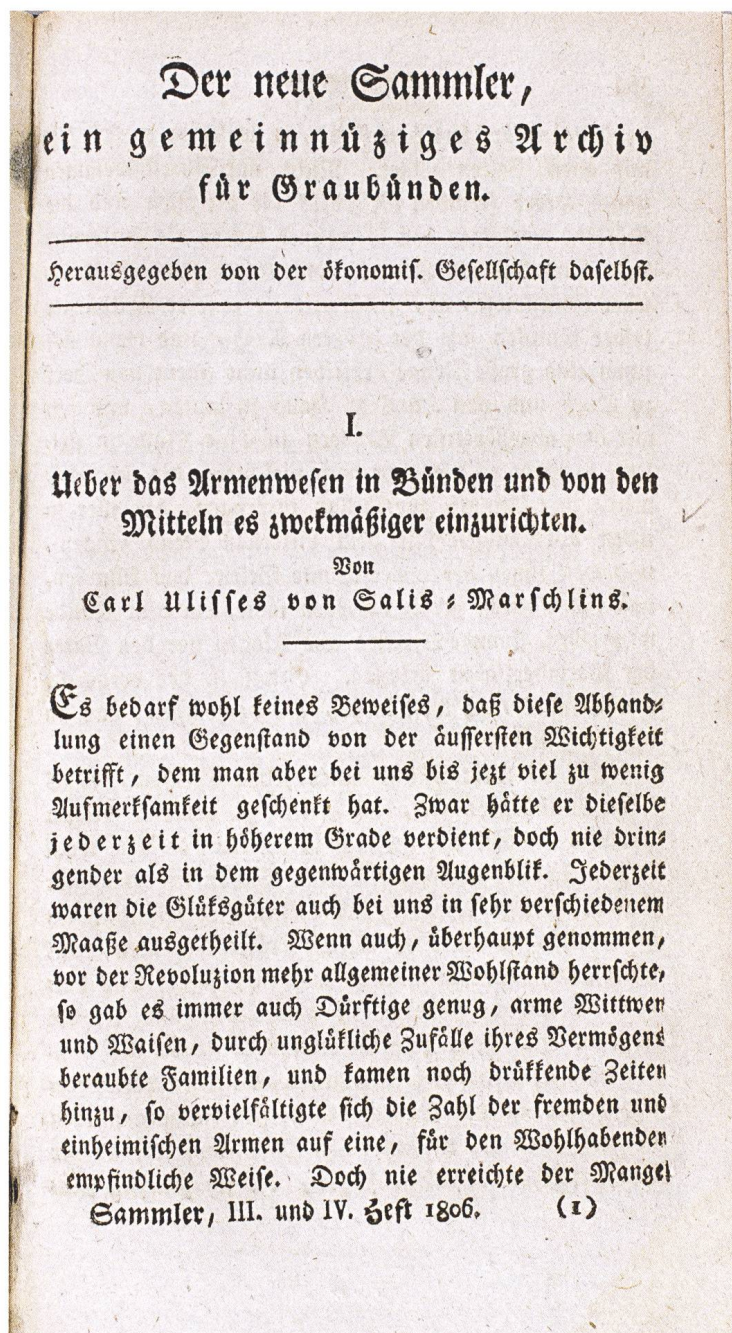 Der neue Sammler,
ein gemeinnüziges Archiv
für Graubünden.
Herausgegeben von der ökonomis. Gesellschaft daselbst.
I.
Ueber das Armenwesen in Bünden und von den
Mitteln es zwekmäßiger einzurichten.
Von
Carl Ulisses von Salis-Marschlins.
Es bedarf wohl keines Beweises, daß diese Abhand-
lung einen Gegenstand von der äussersten Wichtigkeit
betrifft, dem man aber bei uns bis jezt viel zu wenig
Aufmerksamkeit geschenkt hat. Zwar hätte er dieselbe
jederzeit in höherem Grade verdient, doch nie drin-
gender als in dem gegenwärtigen Augenblik. Jederzeit
waren die Glüksgüter auch bei uns in sehr verschiedenem
Maaße ausgetheilt. Wenn auch, überhaupt genommen,
vor der Revoluzion mehr allgemeiner Wohlstand herrschte,
so gab es immer auch Dürftige genug, arme Wittwen
und Waisen, durch unglükliche Zufälle ihres Vermögens
beraubte Familien, und kamen noch drükkende Zeiten
hinzu, so vervielfältigte sich die Zahl der fremden und
einheimischen Armen auf eine, für den Wohlhabenden
empfindliche Weise. Doch nie erreichte der Mangel
Sammler, III. und IV. Heft 1806. (1)